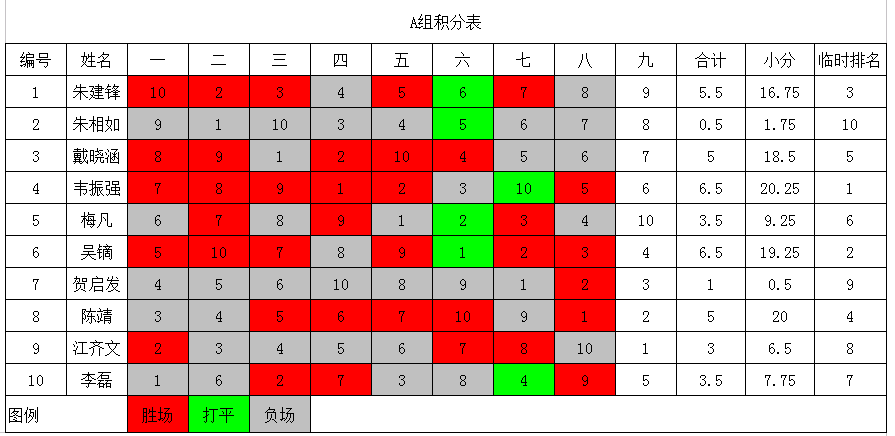 A组积分表
编号 姓名 一 二 三 四 五 六 七 八 九 合计 小分 临时排名
1 朱建锋 10 2 3 4 5 6 7 8 9 5.5 16.75 3
2 朱相如 9 1 10 3 4 5 6 7 8 0.5 1.75 10
3 戴晓涵 8 9 1 2 10 4 5 6 7 5 18.5 5
4 韦振强 7 8 9 1 2 3 10 5 6 6.5 20.25 1
5 梅凡 6 7 8 9 1 2 3 4 10 3.5 9.25 6
6 吴镝 5 10 7 8 9 1 2 3 4 6.5 19.25 2
7 贺启发 4 5 6 10 8 9 1 2 3 1 0.5 9
8 陈靖 3 4 5 6 7 10 9 1 2 5 20 4
9 江齐文 2 3 4 5 6 7 8 10 1 3 6.5 8
10 李磊 1 6 2 7 3 8 4 9 5 3.5 7.75 7
图例 胜场 打平 负场